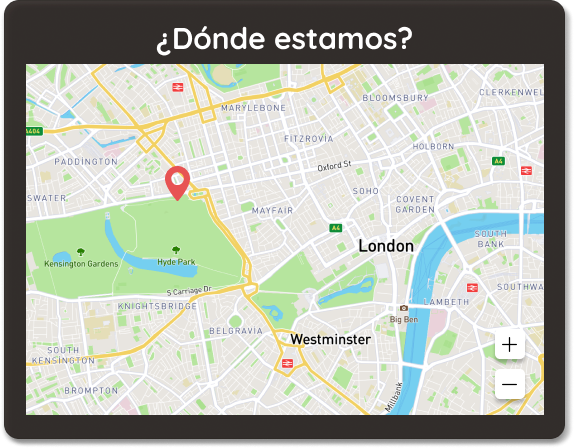 ¿Dónde estamos?
MARYLEBONE
BLOOMSBURY
CLERKENWEL
A404
FITZROVIA
HOLBORN
PADDINGTON
Oxford St
A4
SWATER
SOHO
COVENT
GARDEN
MAYFAIR
A4
London
SOUTH
BANK
Kensington Gardens
Hyde Park
S Carriage Dr
SOUTHWA
KNIGHTSBRIDGE
LAMBETH
Big Ben
BELGRAVIA
Westminster
SOUTH
KENSINGTON
BROMPTON
Millbank
+
−